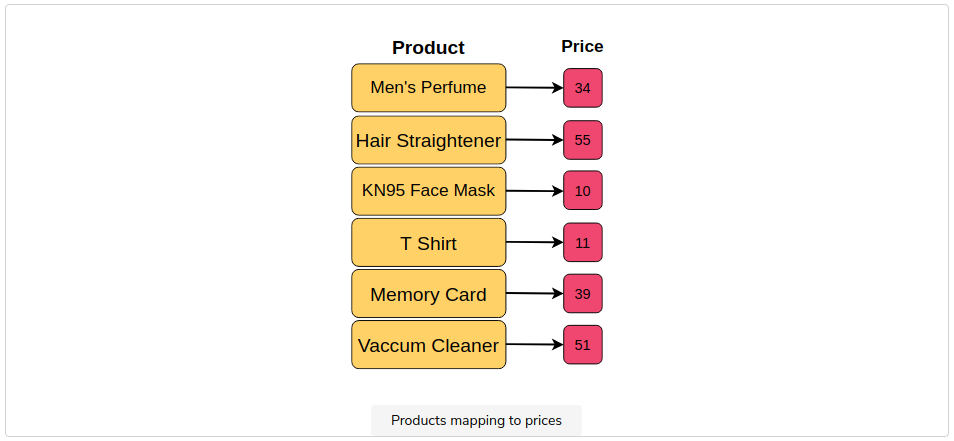 Product Price
Men's Perfume 34
Hair Straightener 55
KN95 Face Mask 10
T Shirt 11
Memory Card 39
Vaccum Cleaner 51
Products mapping to prices